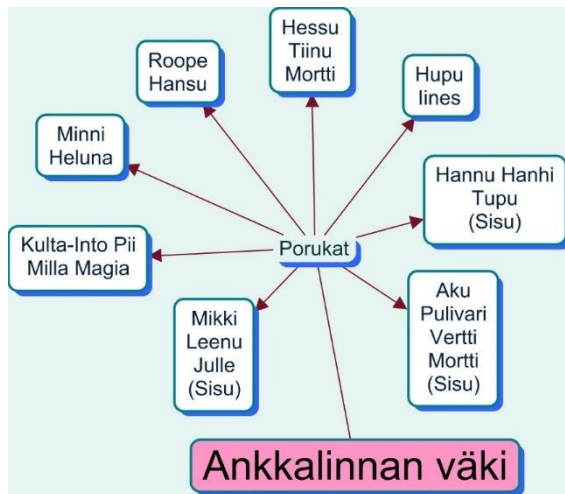 Hessu
Tiinu
Mortti
Roope
Hansu
Hupu
Iines
Minni
Heluna
Hannu Hanhi
Tupu
(Sisu)
Kulta-Into Pii
Milla Magia
Porukat
Mikki
Leenu
Julle
(Sisu)
Aku
Pulivari
Vertti
Mortti
(Sisu)
Ankkalinnan väki